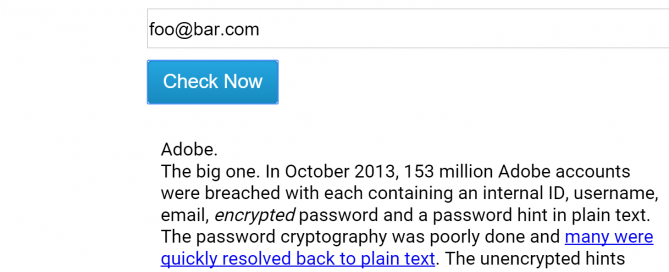 foo@bar.com
Check Now
Adobe.
The big one. In October 2013, 153 million Adobe accounts
were breached with each containing an internal ID, username,
email, encrypted password and a password hint in plain text.
The password cryptography was poorly done and many were
quickly resolved back to plain text. The unencrypted hints